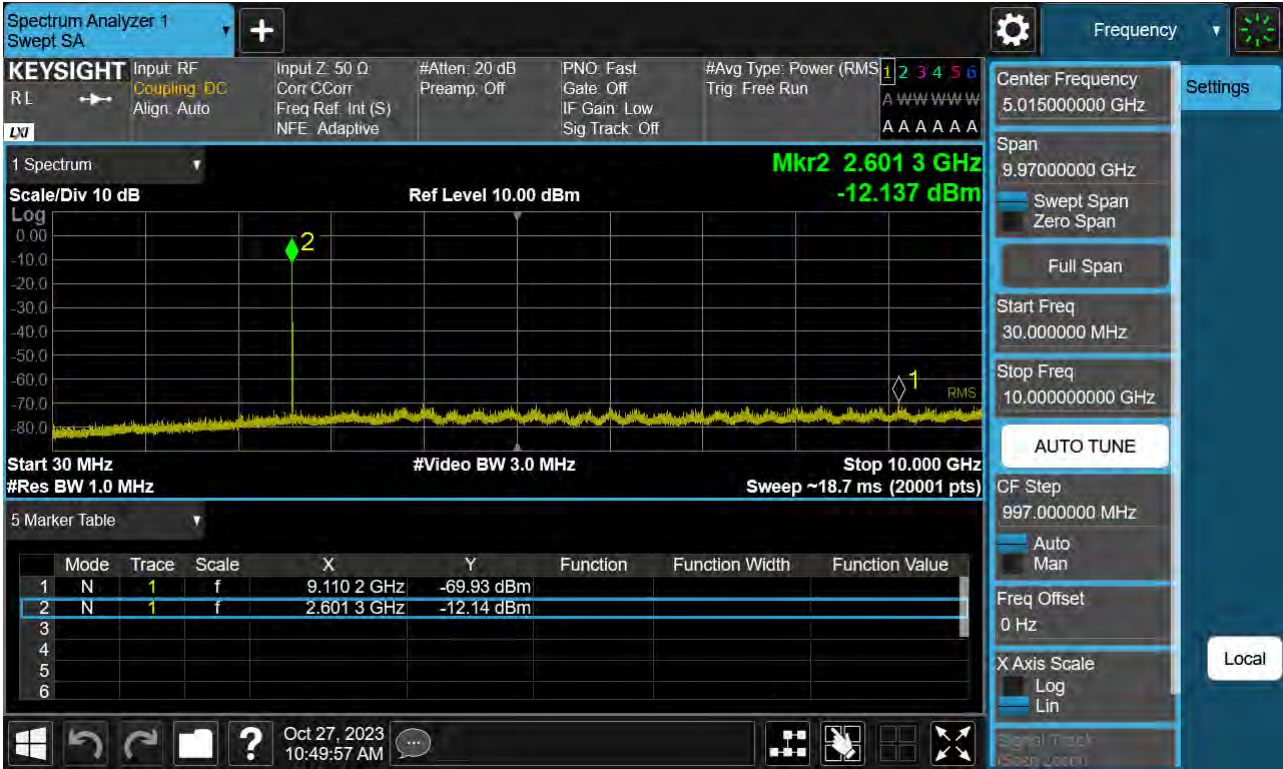 Spectrum Analyzer 1
Swept SA
+
Frequency
KEYSIGHT
RL
LXI
Input: RF
Coupling: DC
Align: Auto
Input Z: 50 Ω
Corr CCorr
Freq Ref: Int (S)
NFE: Adaptive
#Atten: 20 dB
Preamp: Off
PNO: Fast
Gate: Off
IF Gain: Low
Sig Track: Off
#Avg Type: Power (RMS
Trig: Free Run
1 2 3 4 5 6
A W W W W W
A A A A A A
Center Frequency
5.015000000 GHz
Settings
Span
9.97000000 GHz
Swept Span
Zero Span
Full Span
Start Freq
30.000000 MHz
Stop Freq
10.000000000 GHz
AUTO TUNE
CF Step
997.000000 MHz
Auto
Man
Freq Offset
0 Hz
X Axis Scale
Log
Lin
Signal Track
(Span Zoom)
Local
1 Spectrum
Mkr2 2.601 3 GHz
-12.137 dBm
Scale/Div 10 dB
Ref Level 10.00 dBm
Log
0.00
-10.0
-20.0
-30.0
-40.0
-50.0
-60.0
-70.0
-80.0
2
1
RMS
Start 30 MHz
#Video BW 3.0 MHz
Stop 10.000 GHz
#Res BW 1.0 MHz
Sweep ~18.7 ms (20001 pts)
5 Marker Table
Mode Trace Scale X Y Function Function Width Function Value
1 N 1 f 9.110 2 GHz -69.93 dBm
2 N 1 f 2.601 3 GHz -12.14 dBm
3
4
5
6
?
Oct 27, 2023
10:49:57 AM